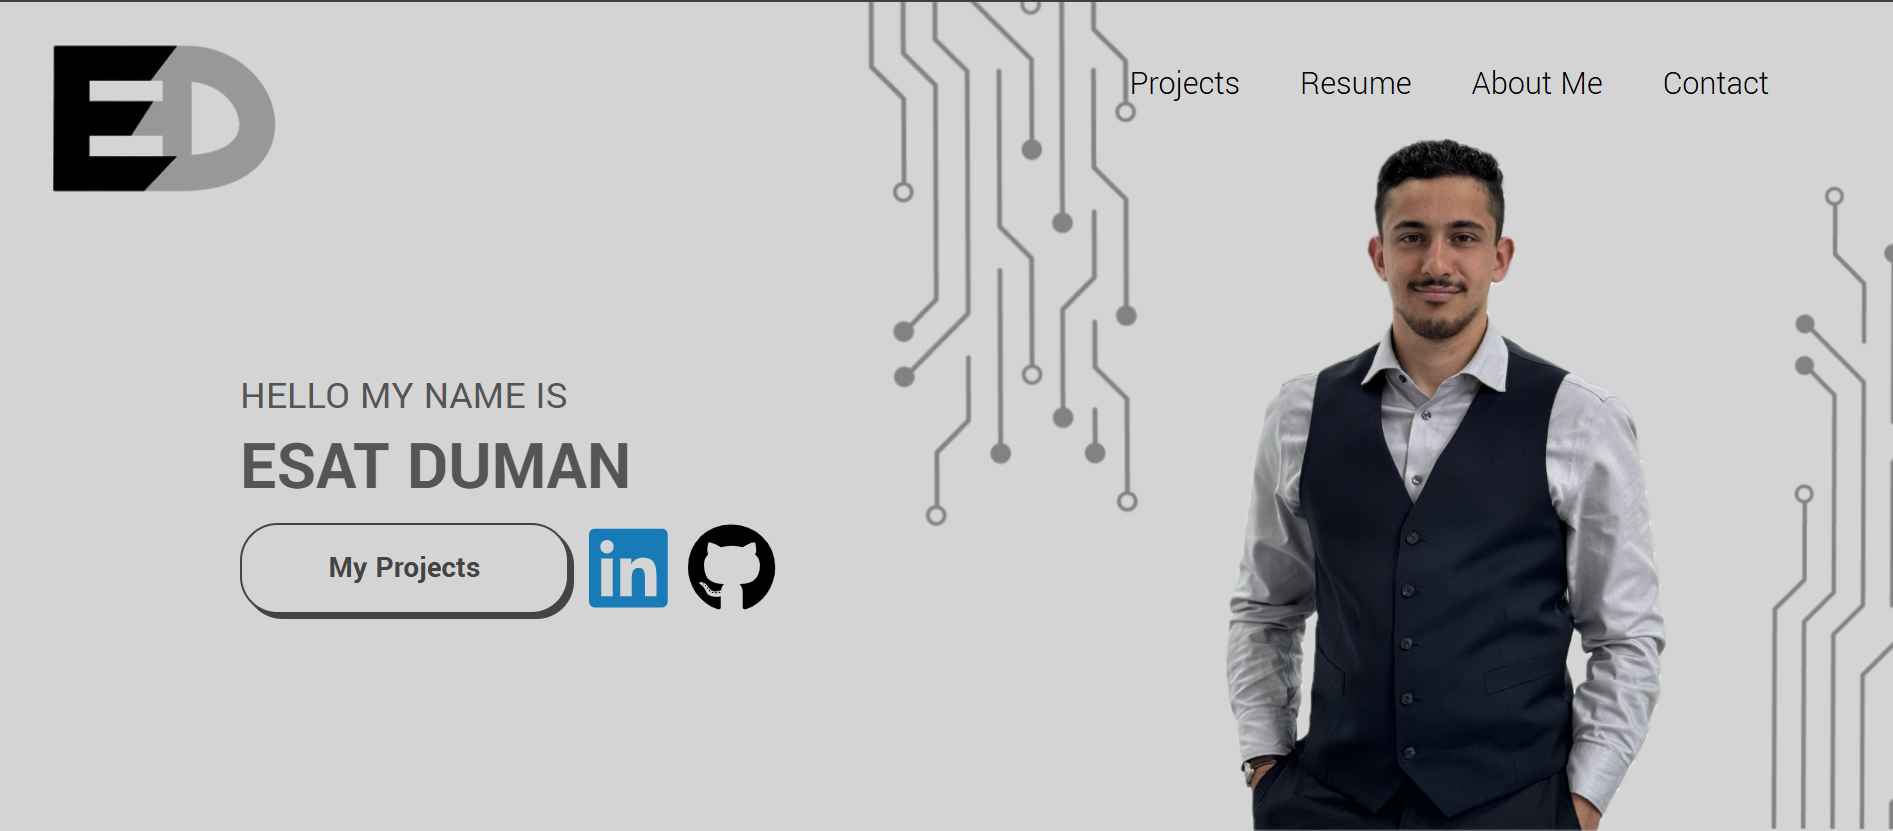 ED
Projects Resume About Me Contact
HELLO MY NAME IS
ESAT DUMAN
My Projects
in